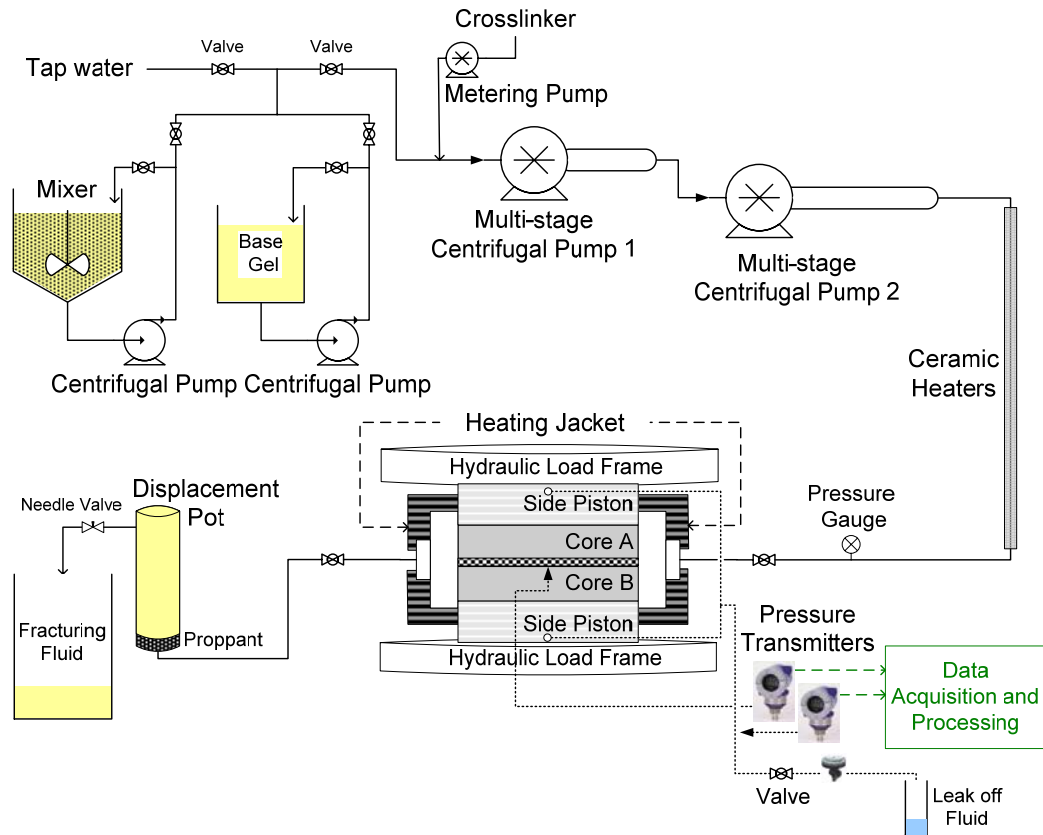 Crosslinker
Valve
Valve
Tap water
Metering Pump
Mixer
Base
Gel
Multi-stage
Centrifugal Pump 1
Multi-stage
Centrifugal Pump 2
Centrifugal Pump
Centrifugal Pump
Ceramic
Heaters
Heating Jacket
Hydraulic Load Frame
Side Piston
Core A
Core B
Side Piston
Hydraulic Load Frame
Needle Valve
Displacement
Pot
Pressure
Gauge
Fracturing
Fluid
Proppant
Pressure
Transmitters
Data
Acquisition and
Processing
Valve
Leak off
Fluid